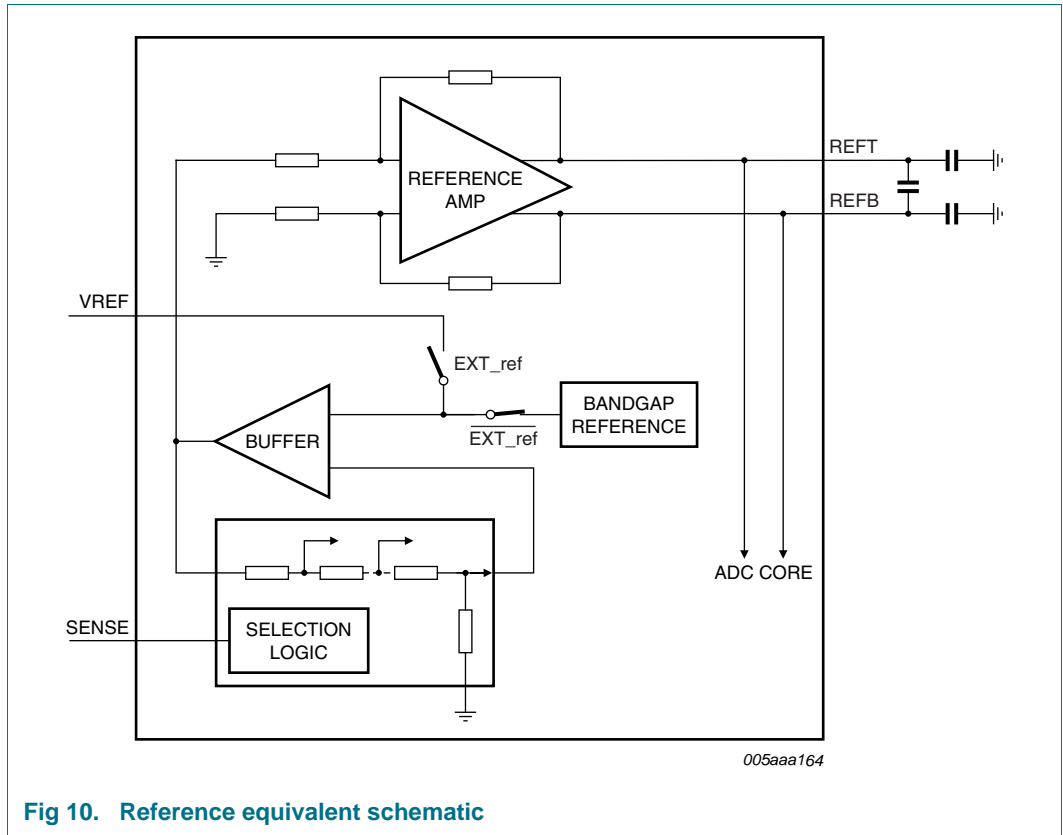 REFERENCE
AMP
REFT
REFB
VREF
EXT_ref
BANDGAP
REFERENCE
EXT_ref
BUFFER
ADC CORE
SENSE
SELECTION
LOGIC
005aaa164
Fig 10. Reference equivalent schematic